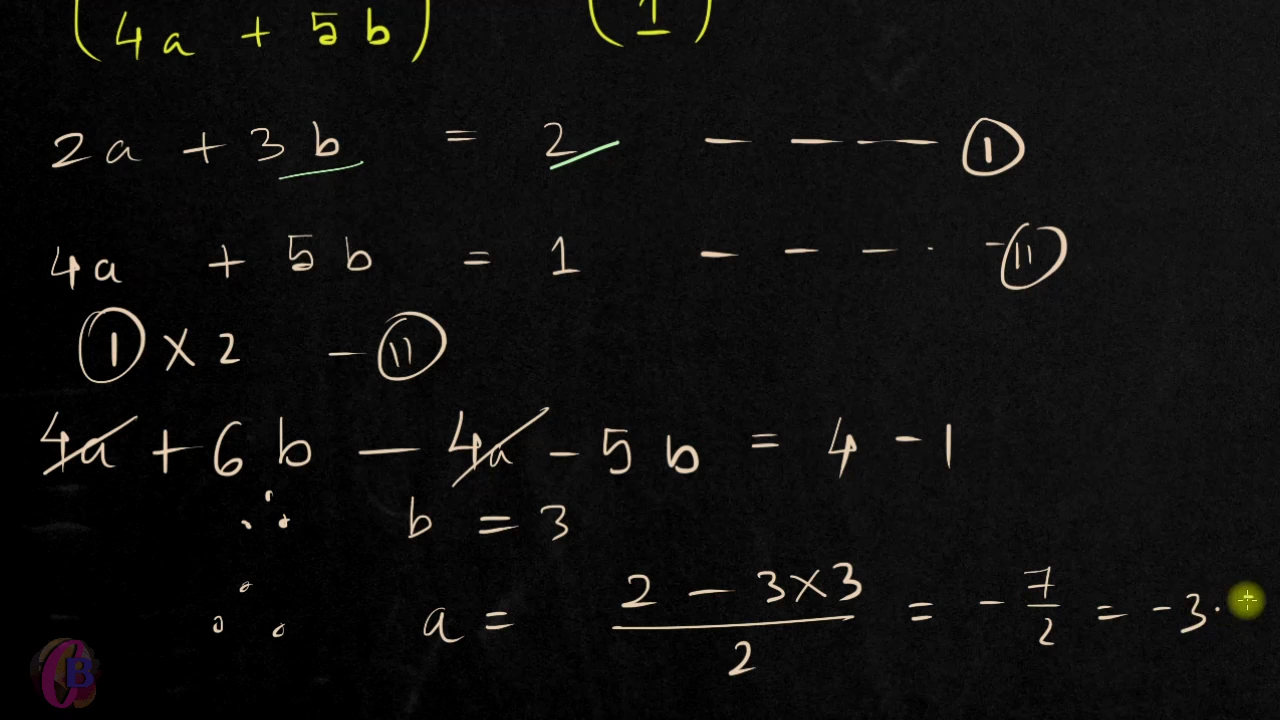 (4a + 5b) (1)
2a + 3b = 2 - - - ①
4a + 5b = 1 - - - · - ⑪
① × 2 - ⑪
4a + 6b - 4a - 5b = 4 - 1
∴ b = 3
∴ a = (2 - 3×3)/2 = -7/2 = -3.
CB